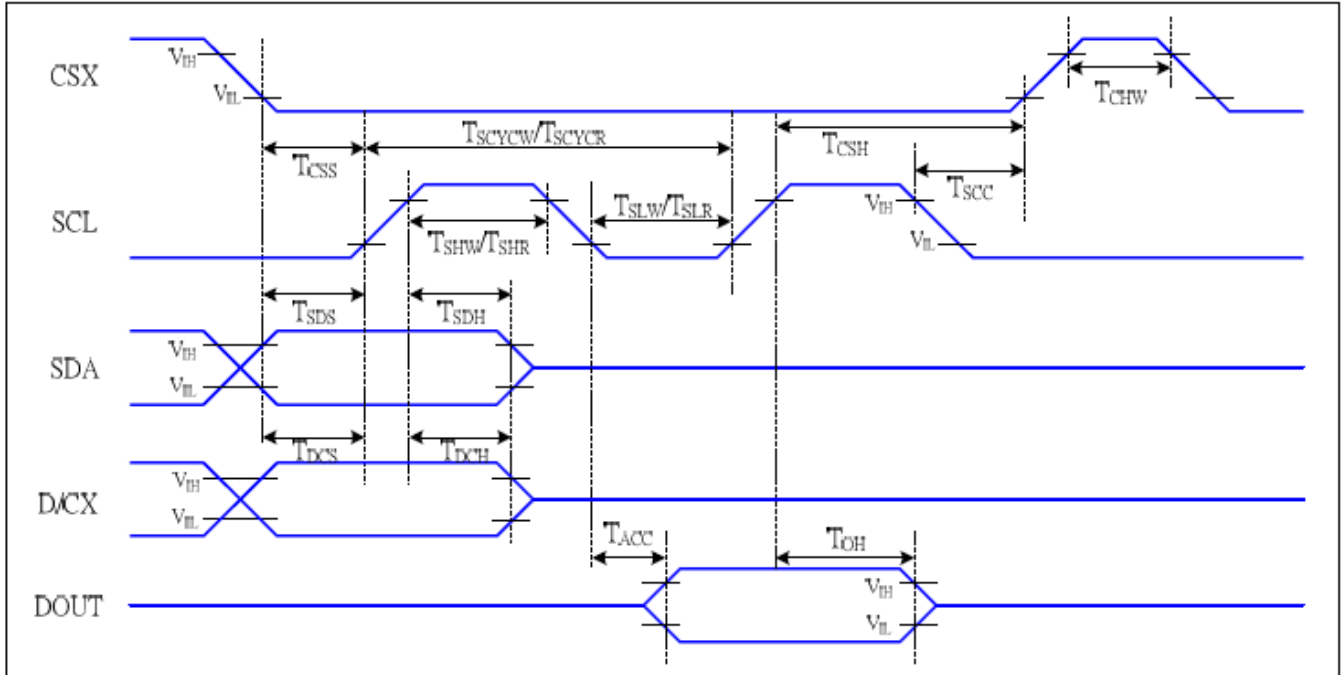 CSX
VIH
VIL
TCHW
TSCYCW/TSCYCR
TCSH
TCSS
TSCC
SCL
TSLW/TSLR
VIH
TSHW/TSHR
VIL
TSDS
TSDH
SDA
VIH
VIL
TDCS
TDCH
D/CX
VIH
VIL
TACC
TOH
DOUT
VIH
VIL